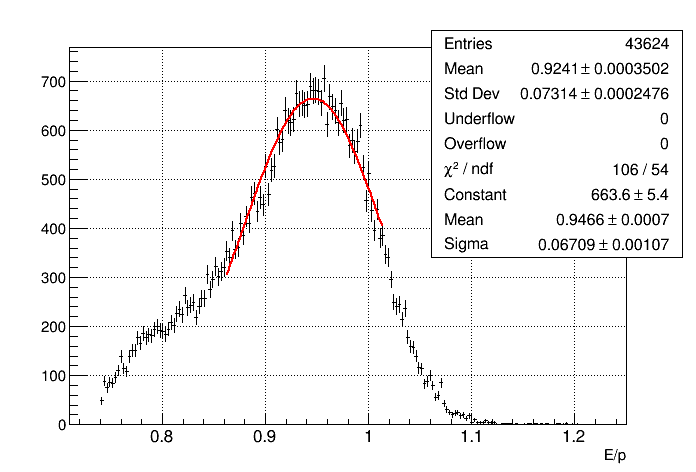 Entries 43624
Mean 0.9241 ± 0.0003502
Std Dev 0.07314 ± 0.0002476
Underflow 0
Overflow 0
χ² / ndf 106 / 54
Constant 663.6 ± 5.4
Mean 0.9466 ± 0.0007
Sigma 0.06709 ± 0.00107
700
600
500
400
300
200
100
0
0.8 0.9 1 1.1 1.2
E/p